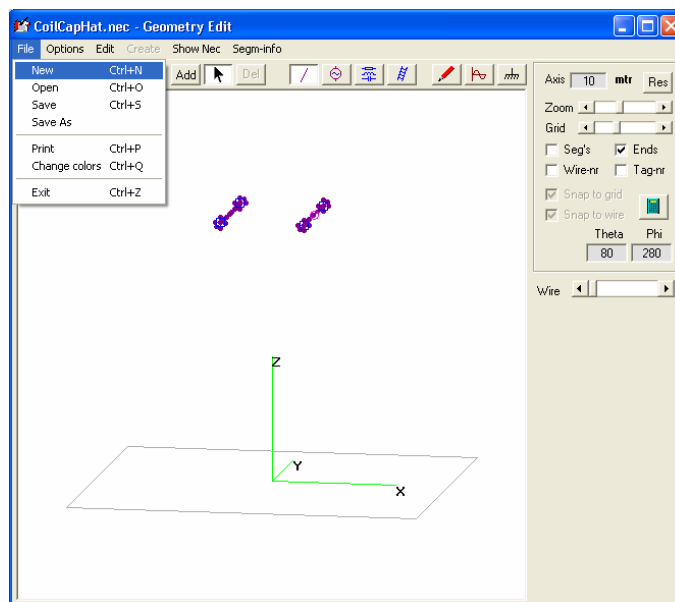 CoilCapHat.nec - Geometry Edit
File Options Edit Create Show Nec Segm-info
New Ctrl+N
Open Ctrl+O
Save Ctrl+S
Save As
Print Ctrl+P
Change colors Ctrl+Q
Exit Ctrl+Z
Add Del
Axis 10 mtr Res
Zoom
Grid
Seg's Ends
Wire-nr Tag-nr
Snap to grid
Snap to wire
Theta Phi
80 280
Wire
Z
Y
X